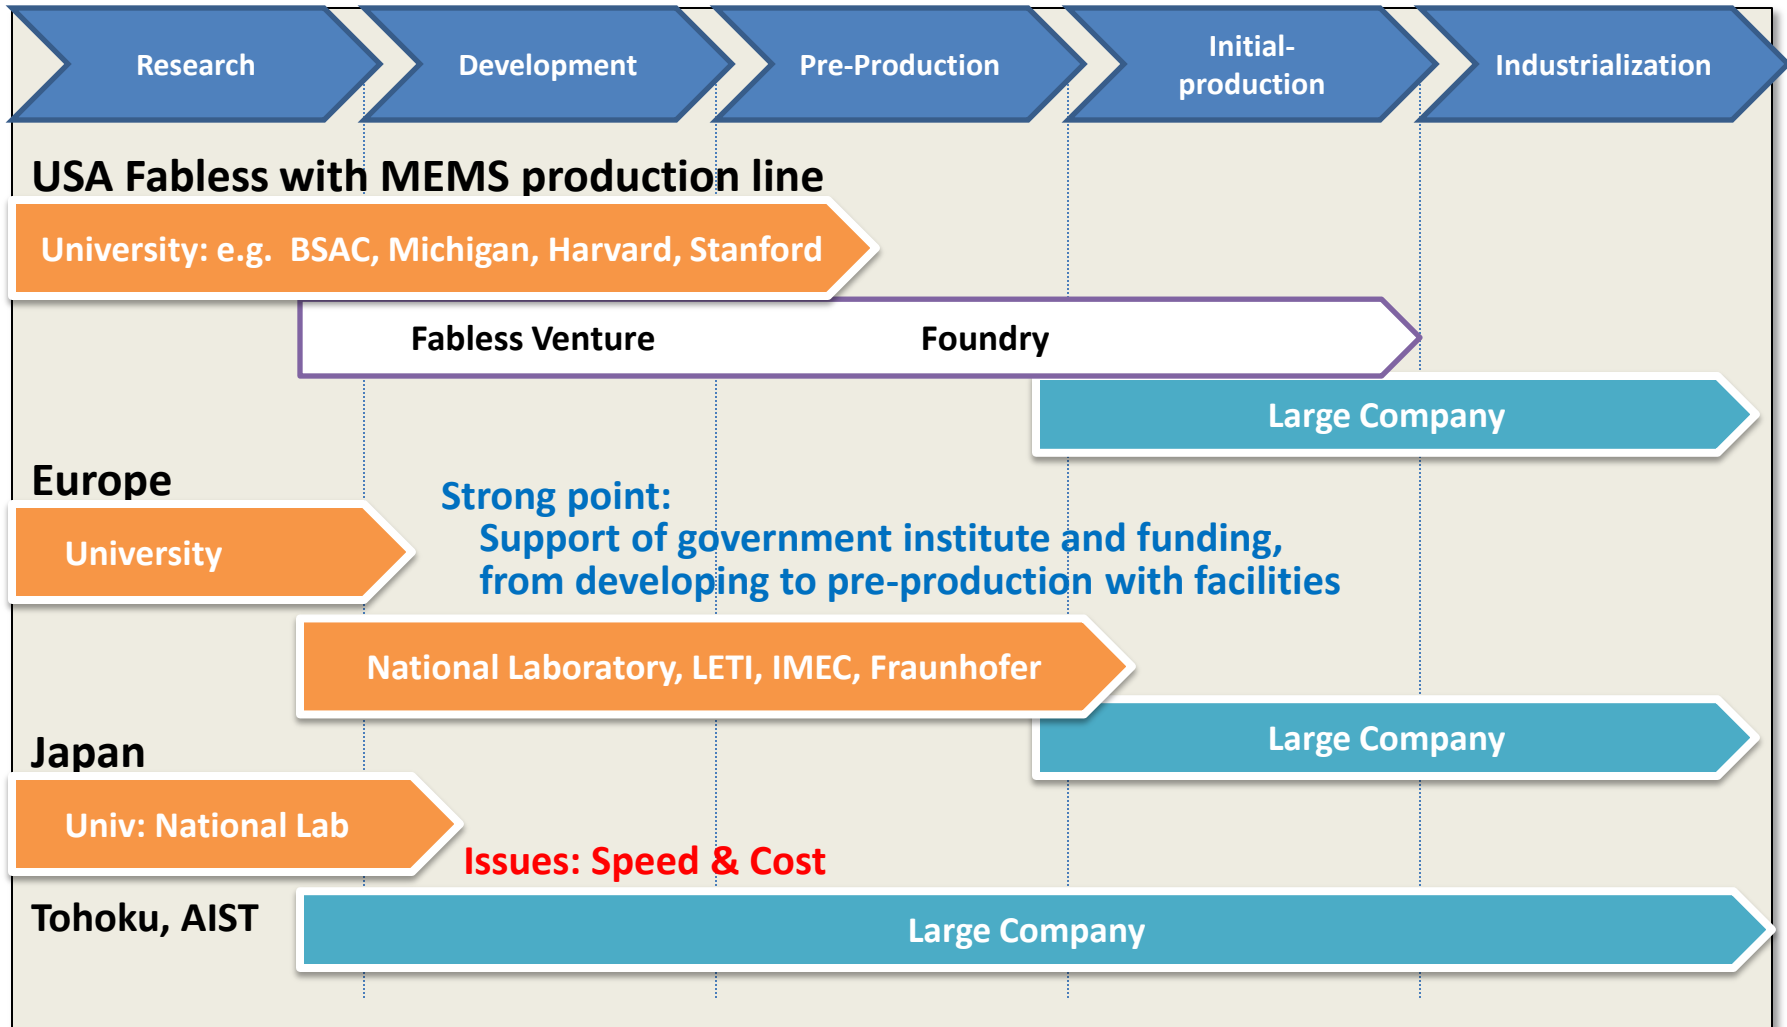 Research
Development
Pre-Production
Initial-
production
Industrialization
USA Fabless with MEMS production line
University: e.g.  BSAC, Michigan, Harvard, Stanford
Fabless Venture
Foundry
Large Company
Europe
University
Strong point:
Support of government institute and funding,
from developing to pre-production with facilities
National Laboratory, LETI, IMEC, Fraunhofer
Large Company
Japan
Univ: National Lab
Issues: Speed & Cost
Tohoku, AIST
Large Company